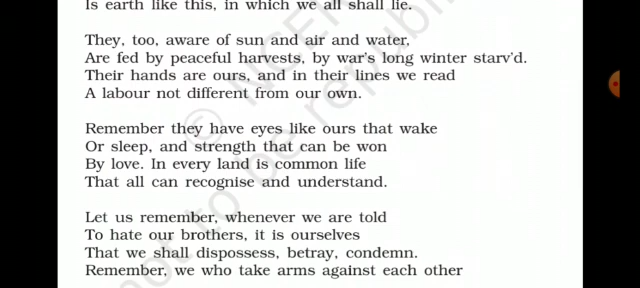 Is earth like this, in which we all shall lie.
They, too, aware of sun and air and water,
Are fed by peaceful harvests, by war's long winter starv'd.
Their hands are ours, and in their lines we read
A labour not different from our own.
Remember they have eyes like ours that wake
Or sleep, and strength that can be won
By love. In every land is common life
That all can recognise and understand.
Let us remember, whenever we are told
To hate our brothers, it is ourselves
That we shall dispossess, betray, condemn.
Remember, we who take arms against each other
© NCER
not to be republi